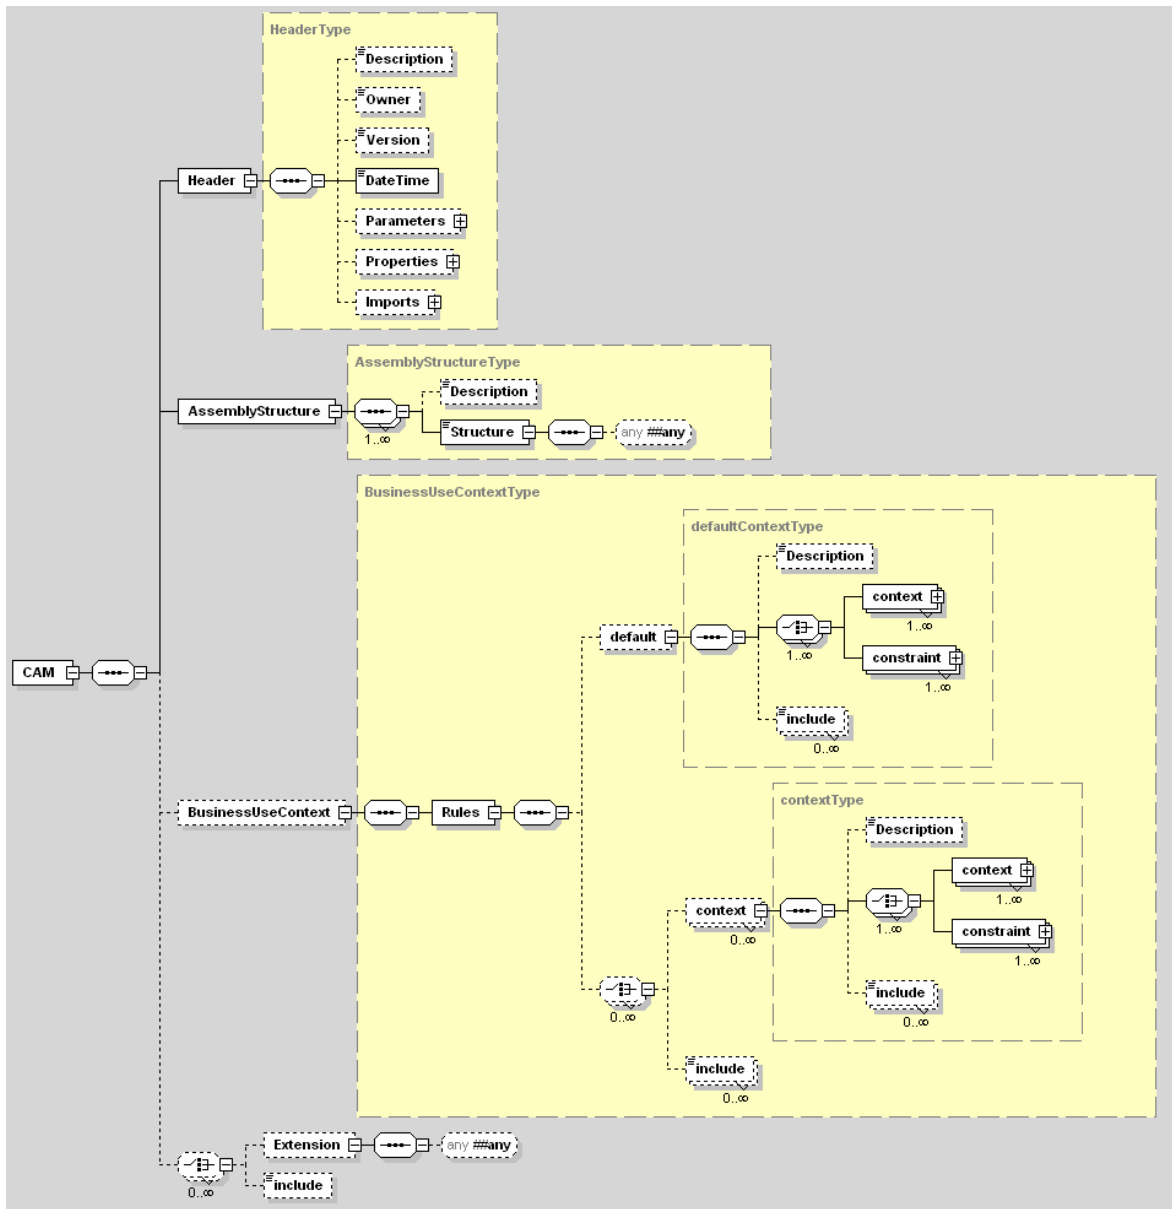 HeaderType
Description
Owner
Version
Header
DateTime
Parameters
Properties
Imports
AssemblyStructureType
Description
AssemblyStructure
1..∞
Structure
any ##any
BusinessUseContextType
defaultContextType
Description
context
1..∞
default
1..∞
constraint
1..∞
include
0..∞
CAM
contextType
BusinessUseContext
Rules
Description
context
1..∞
context
0..∞
1..∞
constraint
1..∞
include
0..∞
0..∞
include
0..∞
Extension
any ##any
0..∞
include